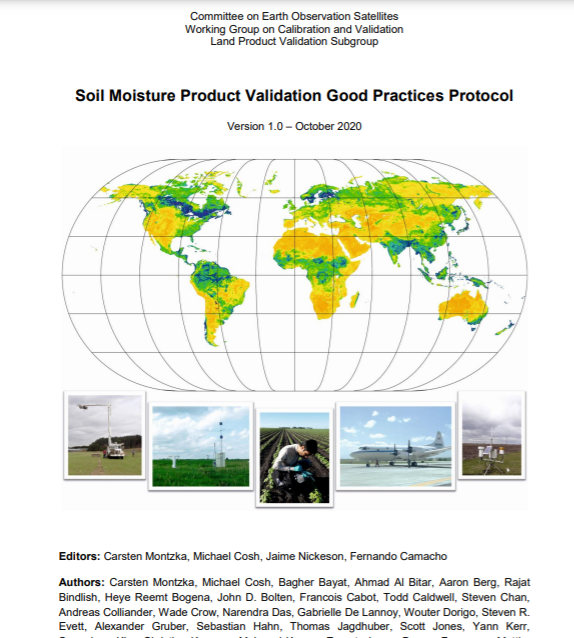 Committee on Earth Observation Satellites
Working Group on Calibration and Validation
Land Product Validation Subgroup
Soil Moisture Product Validation Good Practices Protocol
Version 1.0 – October 2020
Editors: Carsten Montzka, Michael Cosh, Jaime Nickeson, Fernando Camacho
Authors: Carsten Montzka, Michael Cosh, Bagher Bayat, Ahmad Al Bitar, Aaron Berg, Rajat
Bindlish, Heye Reemt Bogena, John D. Bolten, Francois Cabot, Todd Caldwell, Steven Chan,
Andreas Colliander, Wade Crow, Narendra Das, Gabrielle De Lannoy, Wouter Dorigo, Steven R.
Evett, Alexander Gruber, Sebastian Hahn, Thomas Jagdhuber, Scott Jones, Yann Kerr,